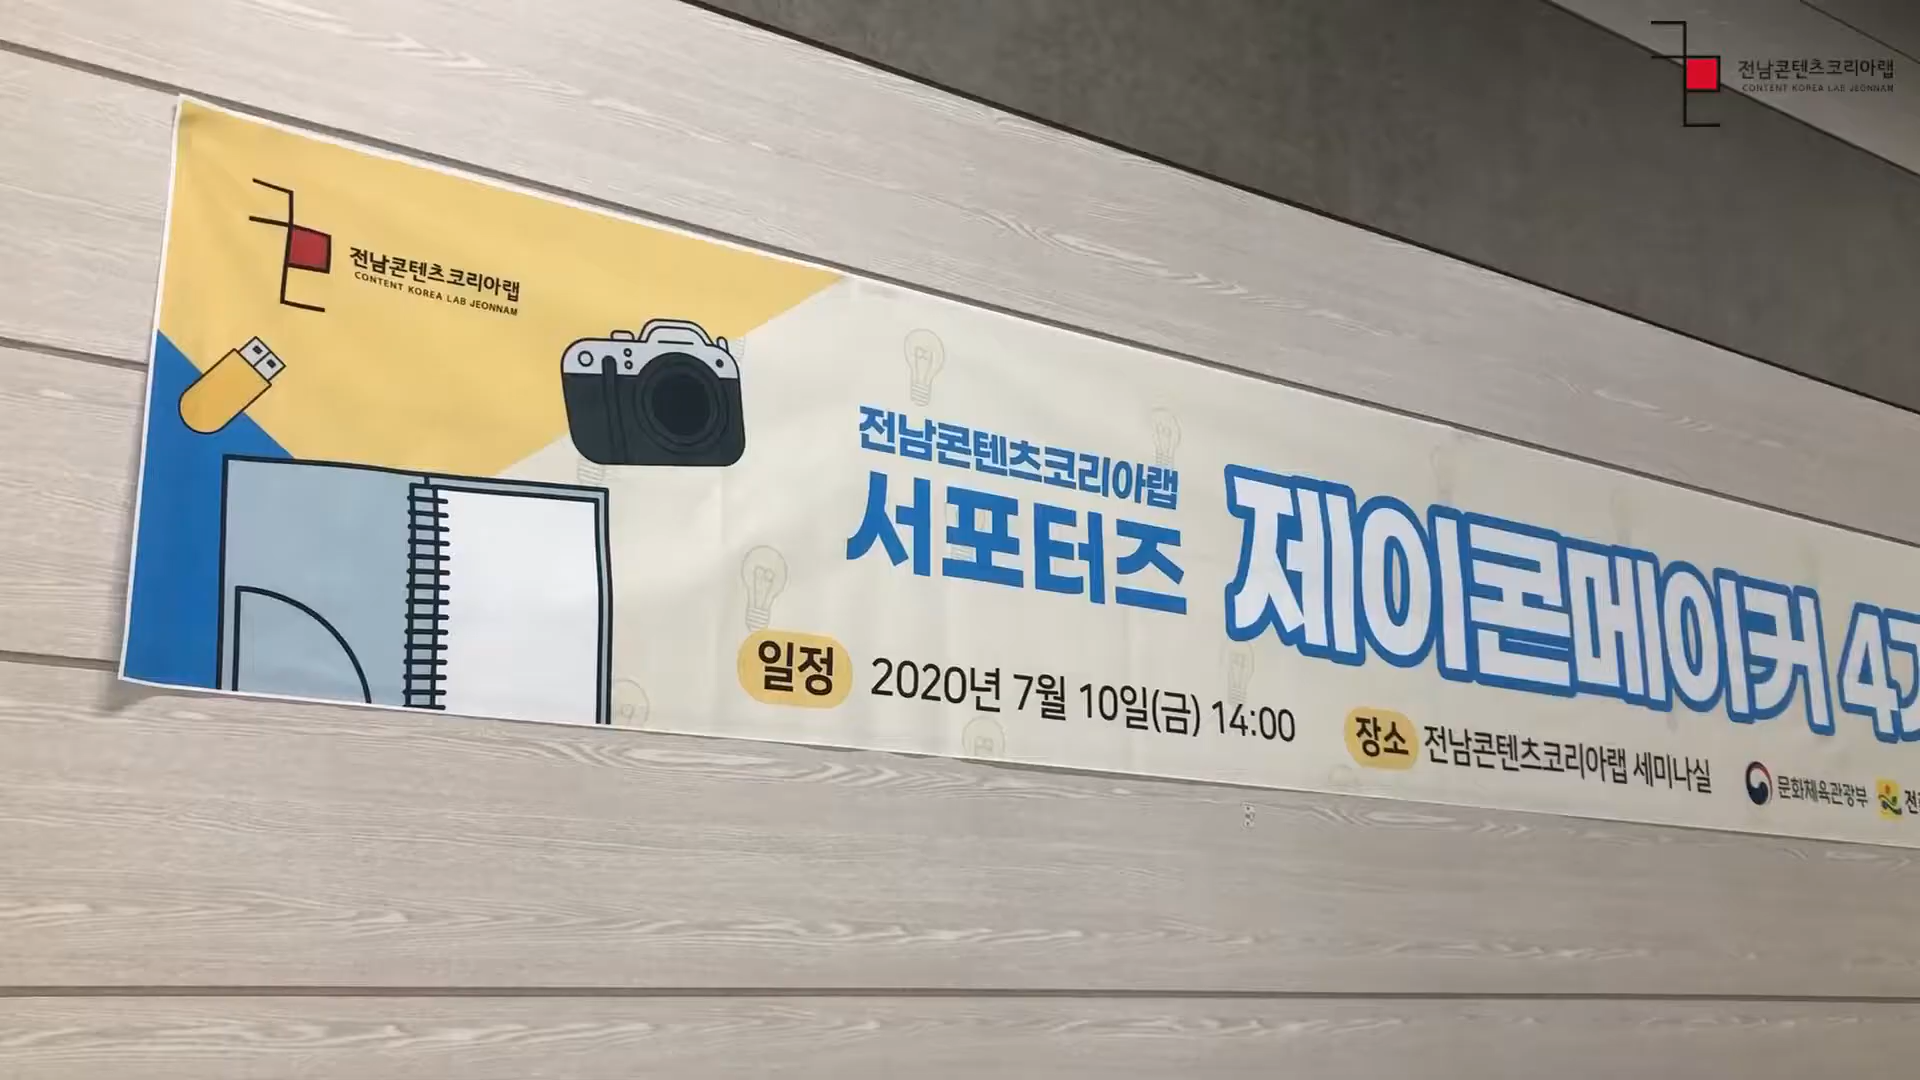 전남콘텐츠코리아랩
CONTENT KOREA LAB JEONNAM
전남콘텐츠코리아랩
CONTENT KOREA LAB JEONNAM
전남콘텐츠코리아랩
서포터즈 제이콘메이커 4기
일정 2020년 7월 10일(금) 14:00
장소 전남콘텐츠코리아랩 세미나실
문화체육관광부